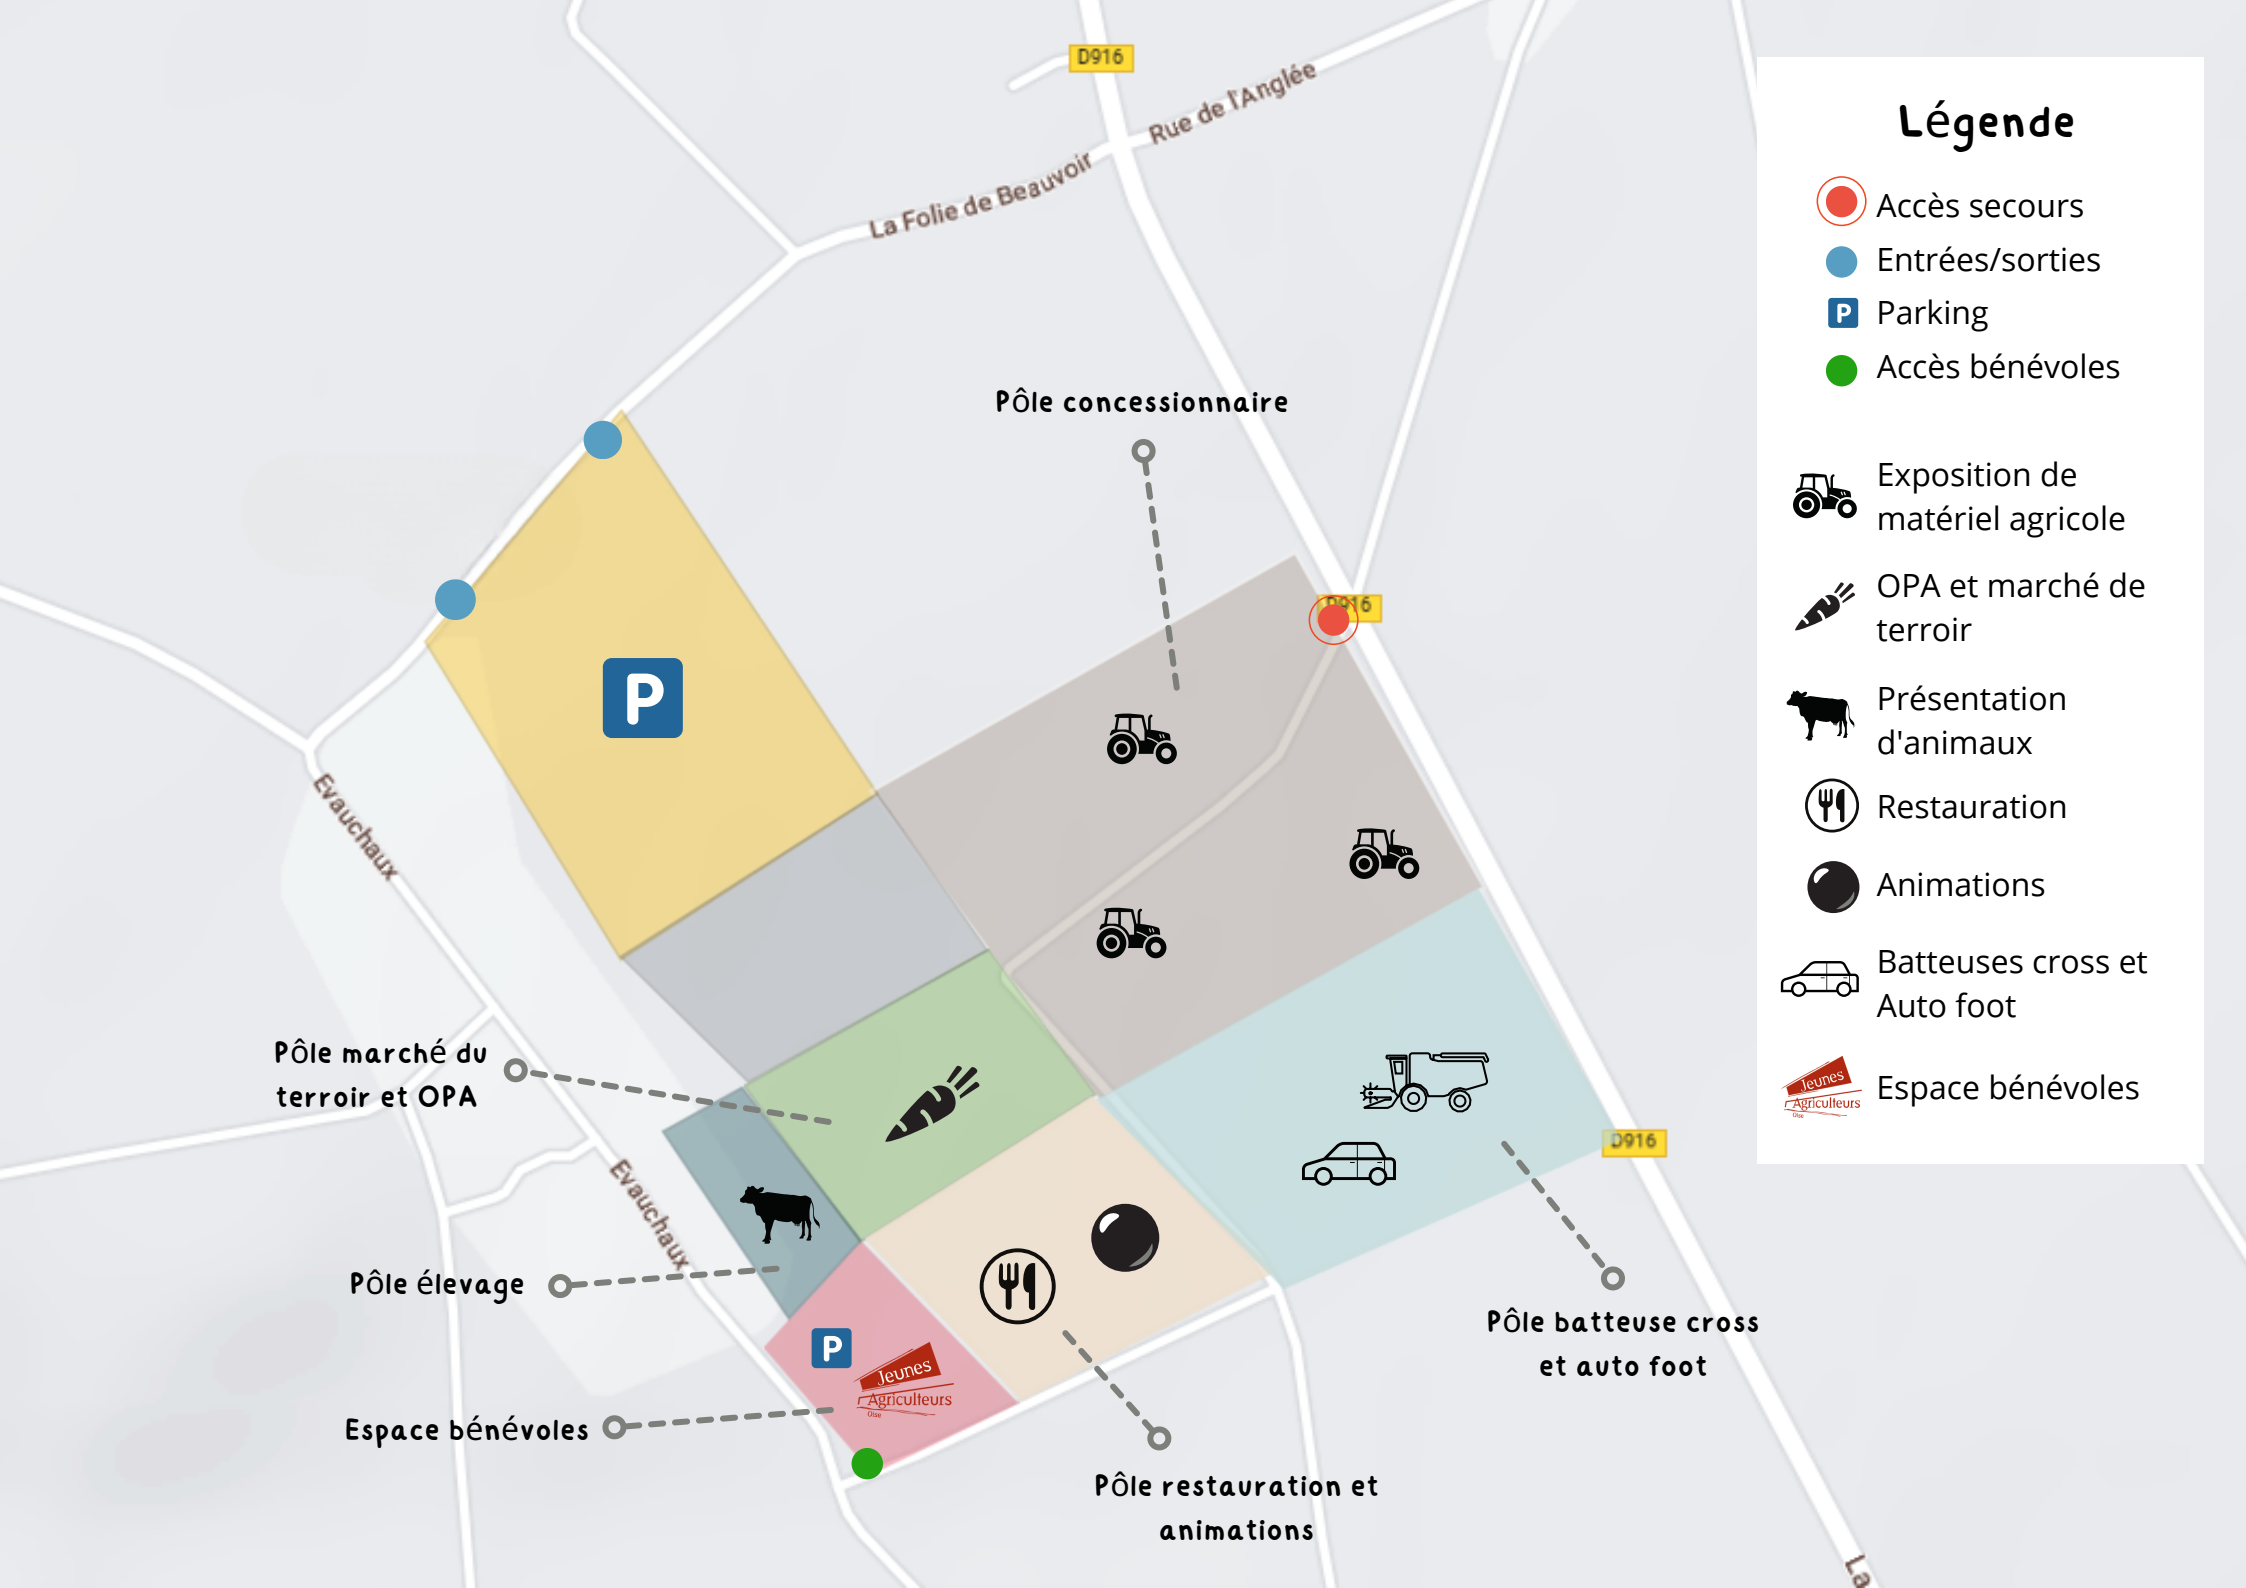 D916
Rue de l'Anglée
La Folie de Beauvoir
Pôle concessionnaire
D916
P
Evauchaux
Pôle marché du
terroir et OPA
D916
Evauchaux
Pôle élevage
Pôle batteuse cross
et auto foot
P
Jeunes
Agriculteurs
Oise
Espace bénévoles
Pôle restauration et
animations
La
Légende
Accès secours
Entrées/sorties
P Parking
Accès bénévoles
Exposition de
matériel agricole
OPA et marché de
terroir
Présentation
d'animaux
Restauration
Animations
Batteuses cross et
Auto foot
Jeunes
Agriculteurs
Oise
Espace bénévoles